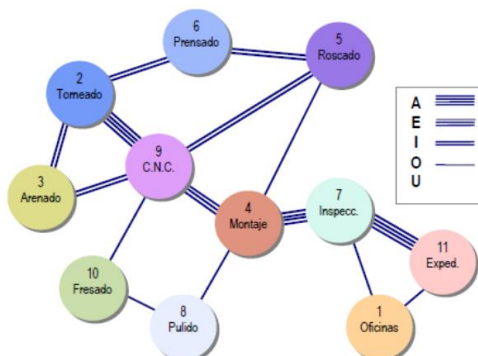 6
Prensado
5
Roscado
2
Torneado
9
C.N.C.
3
Arenado
4
Montaje
7
Inspecc.
11
Exped.
10
Fresado
8
Pulido
1
Oficinas
A
E
I
O
U